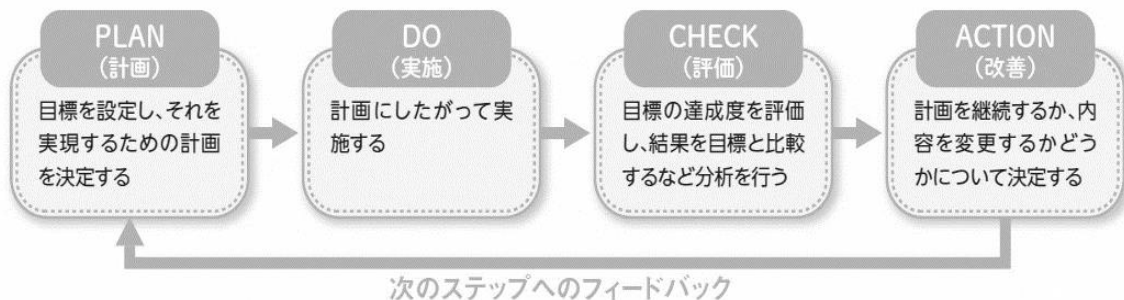 PLAN
（計画）
目標を設定し、それを
実現するための計画
を決定する
DO
（実施）
計画にしたがって実
施する
CHECK
（評価）
目標の達成度を評価
し、結果を目標と比較
するなど分析を行う
ACTION
（改善）
計画を継続するか、内
容を変更するかどう
かについて決定する
次のステップへのフィードバック